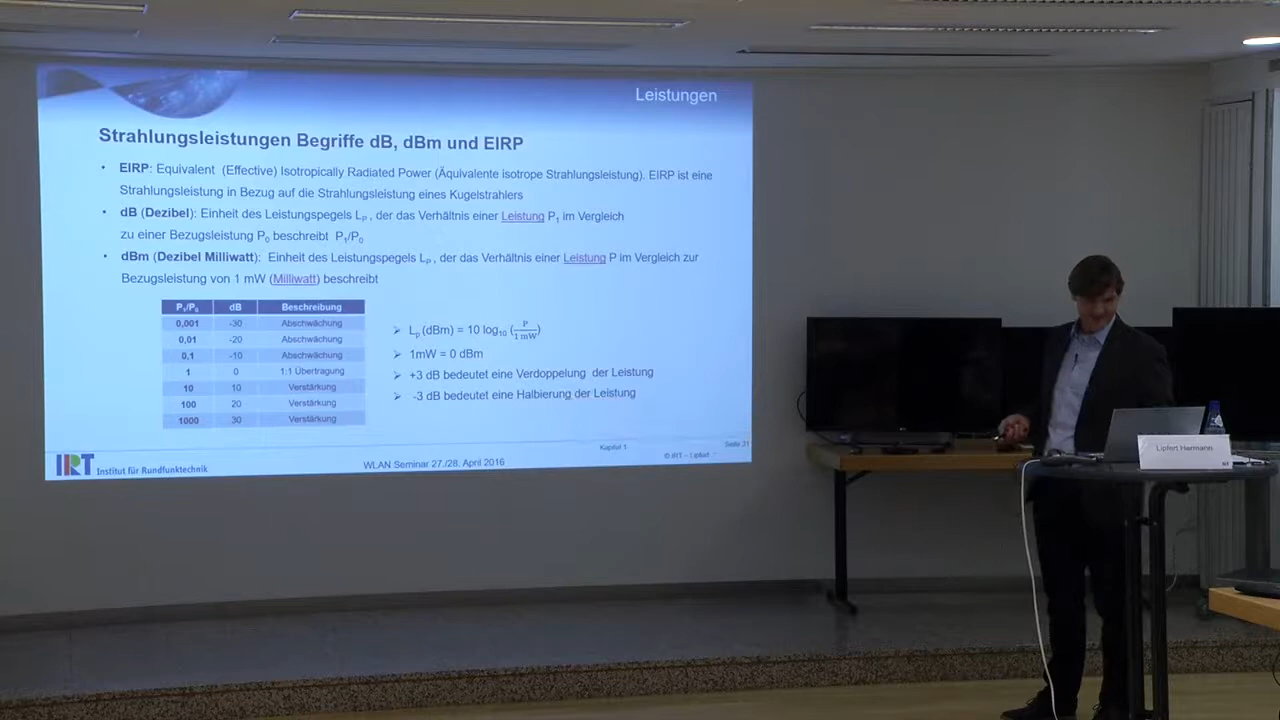 Leistungen
Strahlungsleistungen Begriffe dB, dBm und EIRP
• EIRP: Equivalent (Effective) Isotropically Radiated Power (Äquivalente isotrope Strahlungsleistung). EIRP ist eine
Strahlungsleistung in Bezug auf die Strahlungsleistung eines Kugelstrahlers
• dB (Dezibel): Einheit des Leistungspegels LP, der das Verhältnis einer Leistung P1 im Vergleich
zu einer Bezugsleistung P0 beschreibt P1/P0
• dBm (Dezibel Milliwatt): Einheit des Leistungspegels LP, der das Verhältnis einer Leistung P im Vergleich zur
Bezugsleistung von 1 mW (Milliwatt) beschreibt
P1/P0 dB Beschreibung
0,001 -30 Abschwächung
0,01 -20 Abschwächung
0,1 -10 Abschwächung
1 0 1:1 Übertragung
10 10 Verstärkung
100 20 Verstärkung
1000 30 Verstärkung
➢ Lp (dBm) = 10 log10 (P/1 mW)
➢ 1mW = 0 dBm
➢ +3 dB bedeutet eine Verdoppelung der Leistung
➢ -3 dB bedeutet eine Halbierung der Leistung
IRT Institut für Rundfunktechnik
WLAN Seminar 27./28. April 2016
Kapitel 1
Seite 31
© IRT – Lipfert
Lipfert Hermann